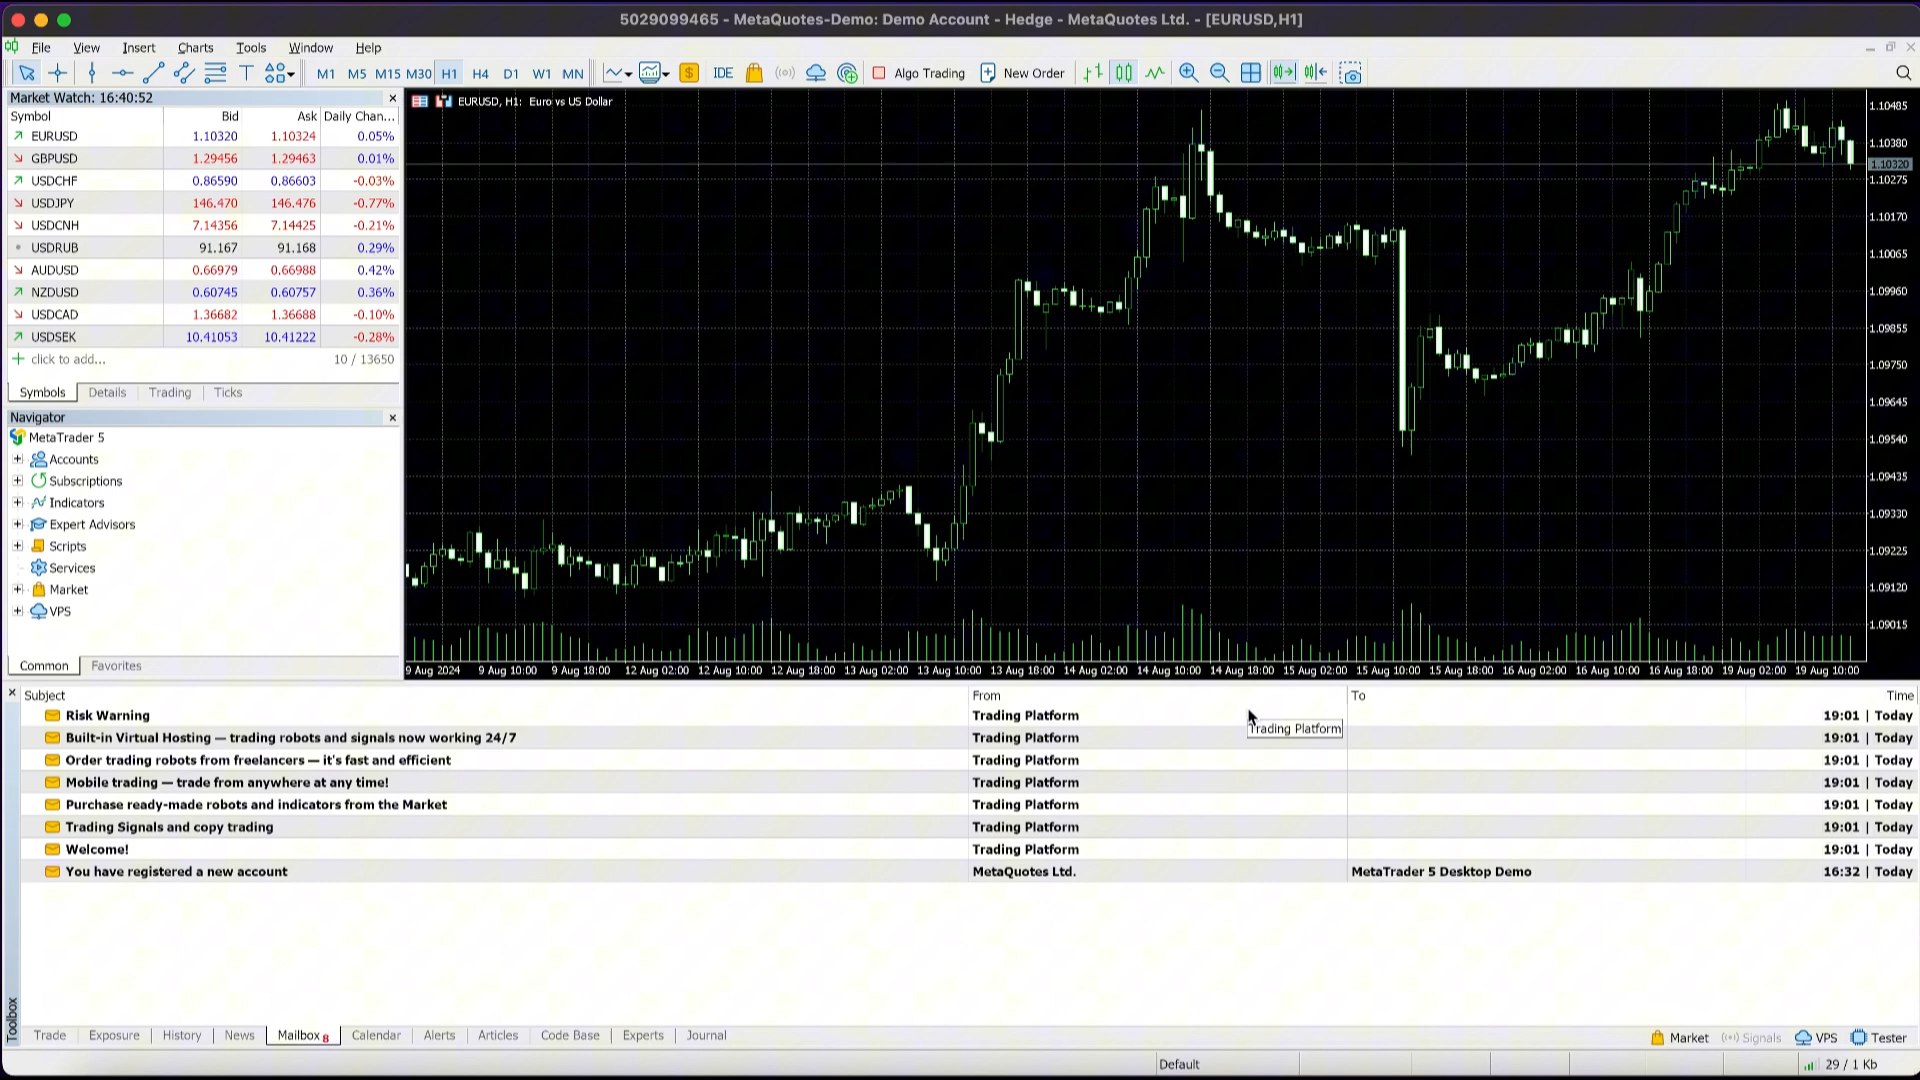 5029099465 - MetaQuotes-Demo: Demo Account - Hedge - MetaQuotes Ltd. - [EURUSD,H1]
File View Insert Charts Tools Window Help
M1 M5 M15 M30 H1 H4 D1 W1 MN IDE Algo Trading New Order
Market Watch: 16:40:52
Symbol Bid Ask Daily Chan...
EURUSD 1.10320 1.10324 0.05%
GBPUSD 1.29456 1.29463 0.01%
USDCHF 0.86590 0.86603 -0.03%
USDJPY 146.470 146.476 -0.77%
USDCNH 7.14356 7.14425 -0.21%
USDRUB 91.167 91.168 0.29%
AUDUSD 0.66979 0.66988 0.42%
NZDUSD 0.60745 0.60757 0.36%
USDCAD 1.36682 1.36688 -0.10%
USDSEK 10.41053 10.41222 -0.28%
click to add... 10 / 13650
Symbols Details Trading Ticks
Navigator
MetaTrader 5
Accounts
Subscriptions
Indicators
Expert Advisors
Scripts
Services
Market
VPS
Common Favorites
EURUSD, H1: Euro vs US Dollar
1.10485
1.10380
1.10320
1.10275
1.10170
1.10065
1.09960
1.09855
1.09750
1.09645
1.09540
1.09435
1.09330
1.09225
1.09120
1.09015
9 Aug 2024 9 Aug 10:00 9 Aug 18:00 12 Aug 02:00 12 Aug 10:00 12 Aug 18:00 13 Aug 02:00 13 Aug 10:00 13 Aug 18:00 14 Aug 02:00 14 Aug 10:00 14 Aug 18:00 15 Aug 02:00 15 Aug 10:00 15 Aug 18:00 16 Aug 02:00 16 Aug 10:00 16 Aug 18:00 19 Aug 02:00 19 Aug 10:00
Subject From To Time
Risk Warning Trading Platform 19:01 | Today
Trading Platform
Built-in Virtual Hosting — trading robots and signals now working 24/7 Trading Platform 19:01 | Today
Order trading robots from freelancers — it's fast and efficient Trading Platform 19:01 | Today
Mobile trading — trade from anywhere at any time! Trading Platform 19:01 | Today
Purchase ready-made robots and indicators from the Market Trading Platform 19:01 | Today
Trading Signals and copy trading Trading Platform 19:01 | Today
Welcome! Trading Platform 19:01 | Today
You have registered a new account MetaQuotes Ltd. MetaTrader 5 Desktop Demo 16:32 | Today
Toolbox
Trade Exposure History News Mailbox 8 Calendar Alerts Articles Code Base Experts Journal
Market Signals VPS Tester
Default 29 / 1 Kb